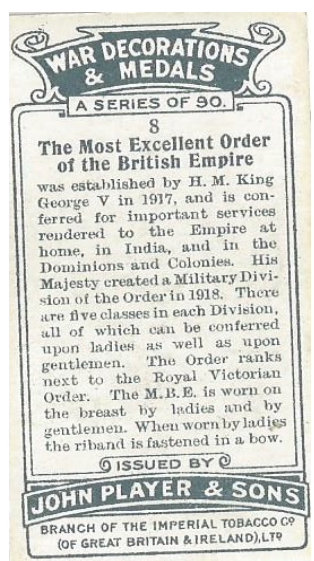 WAR DECORATIONS
& MEDALS
A SERIES OF 90.
8
The Most Excellent Order
of the British Empire
was established by H. M. King
George V in 1917, and is con-
ferred for important services
rendered to the Empire at
home, in India, and in the
Dominions and Colonies. His
Majesty created a Military Divi-
sion of the Order in 1918. There
are five classes in each Division,
all of which can be conferred
upon ladies as well as upon
gentlemen. The Order ranks
next to the Royal Victorian
Order. The M.B.E. is worn on
the breast by ladies and by
gentlemen. When worn by ladies
the riband is fastened in a bow.
ISSUED BY
JOHN PLAYER & SONS
BRANCH OF THE IMPERIAL TOBACCO CO
(OF GREAT BRITAIN & IRELAND), LTD